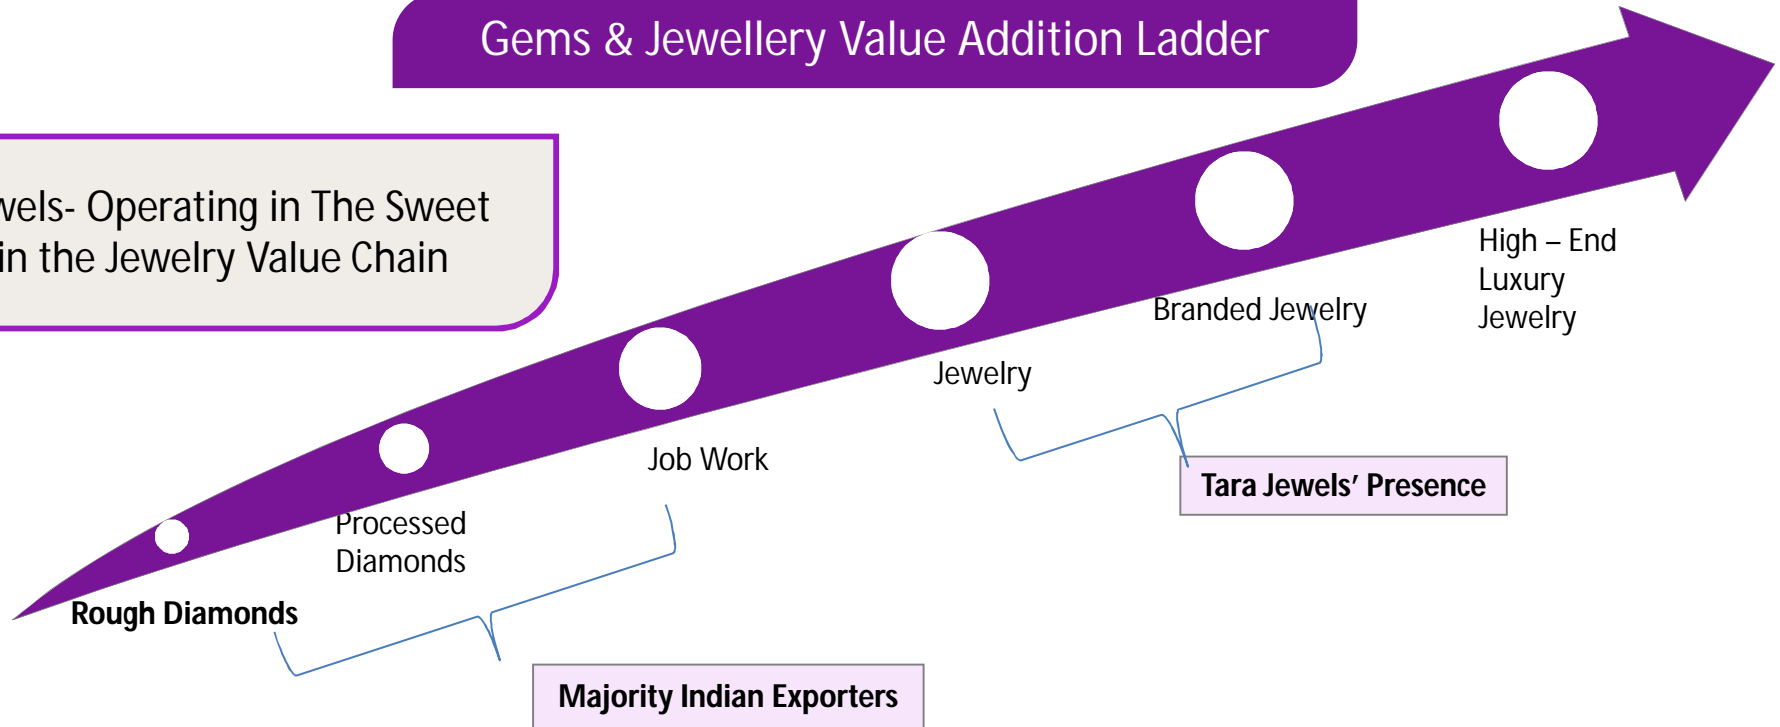 Gems & Jewellery Value Addition Ladder
wels- Operating in The Sweet
in the Jewelry Value Chain
High – End
Luxury
Jewelry
Branded Jewelry
Jewelry
Job Work
Tara Jewels’ Presence
Processed
Diamonds
Rough Diamonds
Majority Indian Exporters